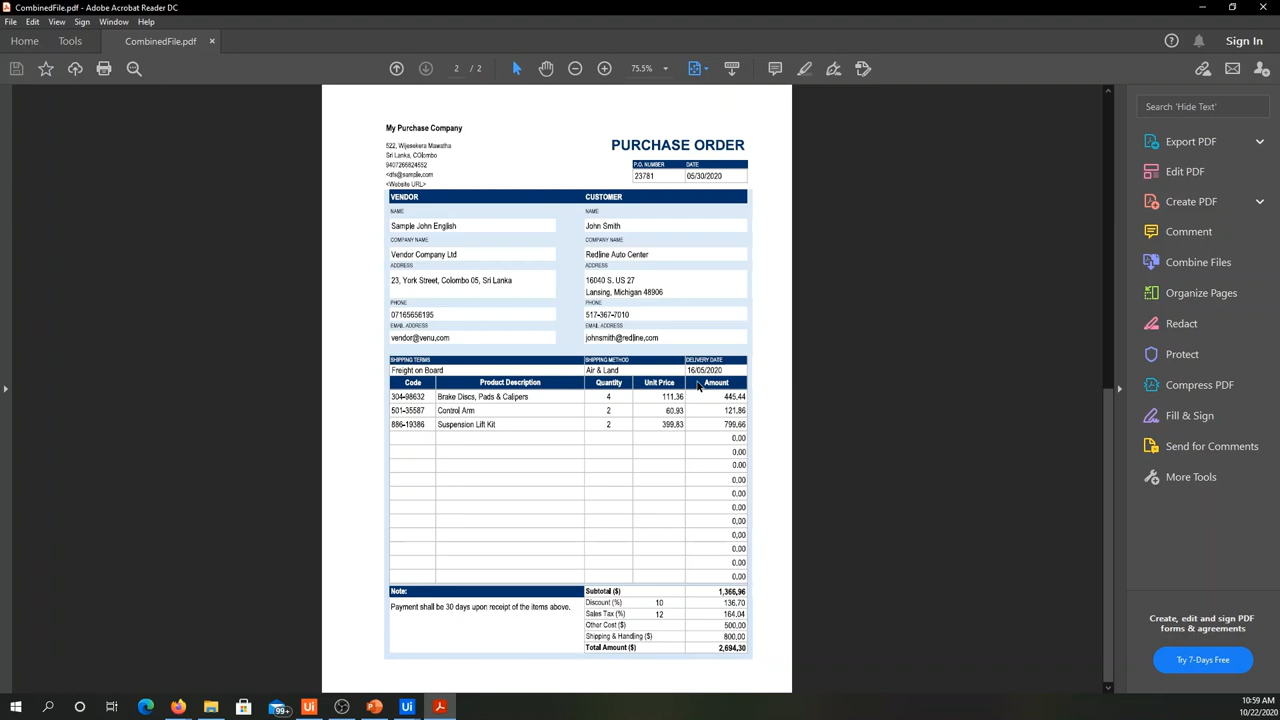 CombinedFile.pdf - Adobe Acrobat Reader DC
File Edit View Sign Window Help
Home Tools CombinedFile.pdf × Sign In
2 / 2 75.5%
Search 'Hide Text'
Export PDF
Edit PDF
Create PDF
Comment
Combine Files
Organize Pages
Redact
Protect
Compress PDF
Fill & Sign
Send for Comments
More Tools
Create, edit and sign PDF
forms & agreements
Try 7-Days Free
My Purchase Company
522, Wijesekera Mawatha
Sri Lanka, COlombo
9407266824552
<dfs@sample,com
<Website URL>
PURCHASE ORDER
P.O. NUMBER DATE
23781 05/30/2020
VENDOR CUSTOMER
NAME NAME
Sample John English John Smith
COMPANY NAME COMPANY NAME
Vendor Company Ltd Redline Auto Center
ADDRESS ADDRESS
23, York Street, Colombo 05, Sri Lanka 16040 S. US 27
Lansing, Michigan 48906
PHONE PHONE
07165656195 517-367-7010
EMAIL ADDRESS EMAIL ADDRESS
vendor@venu,com johnsmith@redline,com
SHIPPING TERMS SHIPPING METHOD DELIVERY DATE
Freight on Board Air & Land 16/05/2020
Code Product Description Quantity Unit Price Amount
304-98632 Brake Discs, Pads & Calipers 4 111,36 445,44
501-35587 Control Arm 2 60,93 121,86
886-19386 Suspension Lift Kit 2 399,83 799,66
0,00
0,00
0,00
0,00
0,00
0,00
0,00
0,00
0,00
0,00
0,00
Note: Subtotal ($) 1,366,96
Payment shall be 30 days upon receipt of the items above. Discount (%) 10 136,70
Sales Tax (%) 12 164,04
Other Cost ($) 500,00
Shipping & Handling ($) 800,00
Total Amount ($) 2,694,30
99+ Ui Ui
10:59 AM
10/22/2020